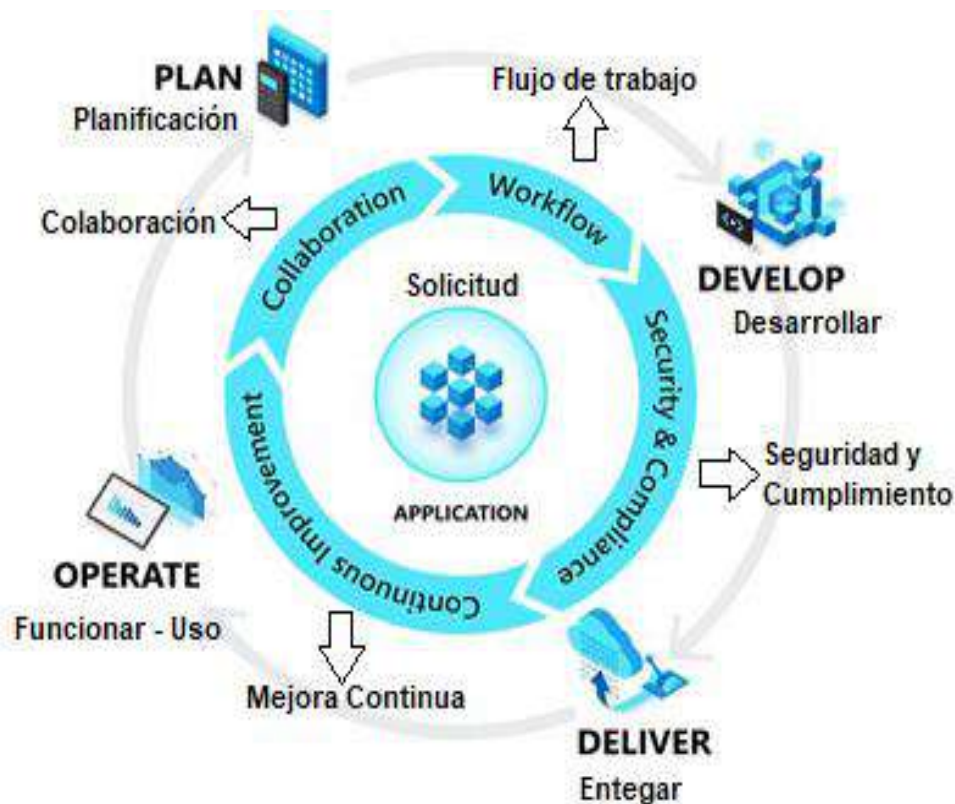 PLAN
Planificación
Flujo de trabajo
Colaboración
Collaboration
Workflow
DEVELOP
Desarrollar
Solicitud
APPLICATION
Security & Compliance
Seguridad y
Cumplimiento
Continuous Improvement
OPERATE
Funcionar - Uso
Mejora Continua
DELIVER
Entegar